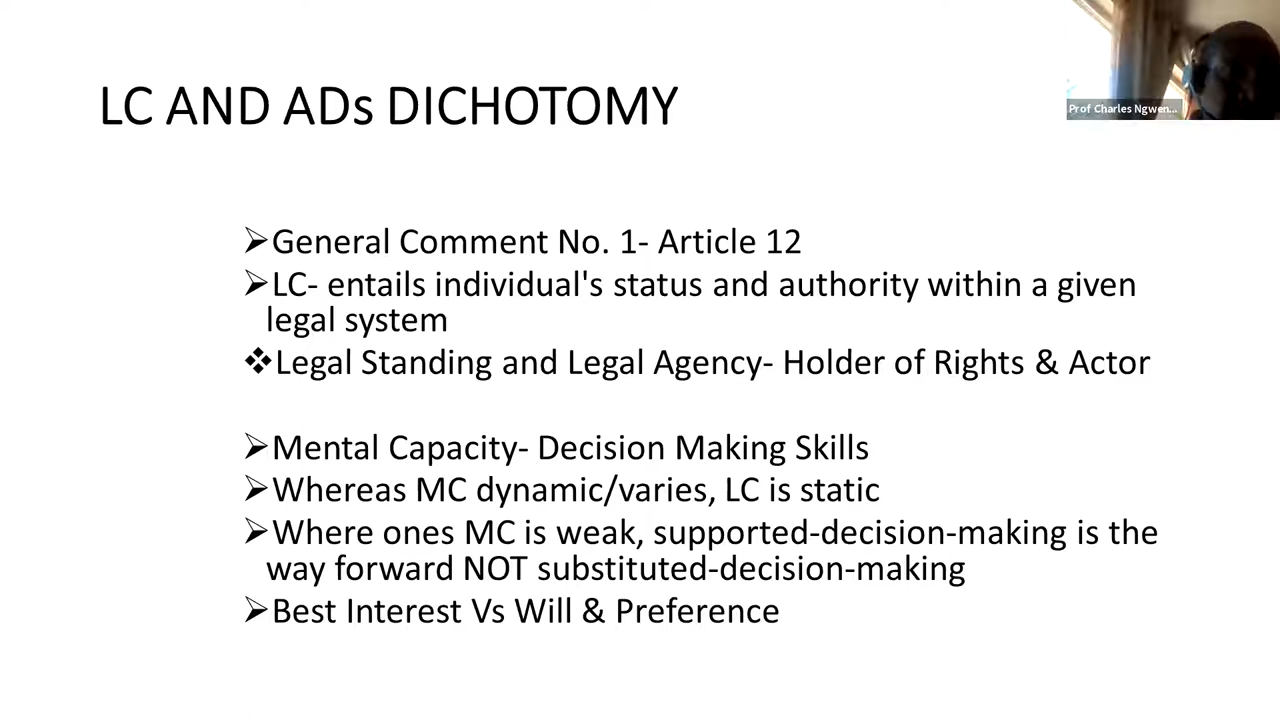 LC AND ADs DICHOTOMY
Prof Charles Ngwen...
➢General Comment No. 1- Article 12
➢LC- entails individual's status and authority within a given
legal system
❖Legal Standing and Legal Agency- Holder of Rights & Actor
➢Mental Capacity- Decision Making Skills
➢Whereas MC dynamic/varies, LC is static
➢Where ones MC is weak, supported-decision-making is the
way forward NOT substituted-decision-making
➢Best Interest Vs Will & Preference